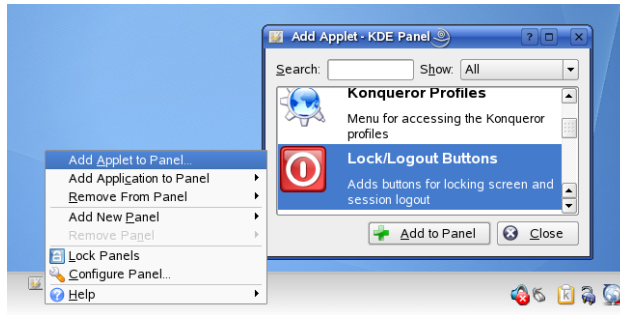 Add Applet - KDE Panel
Search:
Show: All
Konqueror Profiles
Menu for accessing the Konqueror
profiles
Lock/Logout Buttons
Adds buttons for locking screen and
session logout
Add to Panel
Close
Add Applet to Panel...
Add Application to Panel
Remove From Panel
Add New Panel
Remove Panel
Lock Panels
Configure Panel...
Help